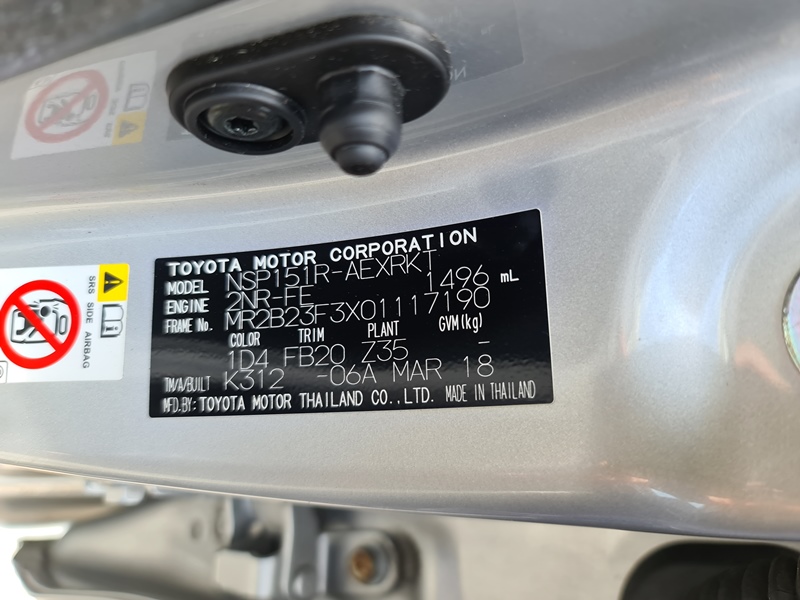 TOYOTA MOTOR CORPORATION
MODEL NSP151R-AEXRKT
ENGINE 2NR-FE 1496 mL
FRAME No. MR2B23F3X01117190
COLOR TRIM PLANT GVM(kg)
1D4 FB20 Z35 -
TM/A/BUILT K312 -06A MAR 18
MFD.BY: TOYOTA MOTOR THAILAND CO.,LTD. MADE IN THAILAND
SRS SIDE AIRBAG